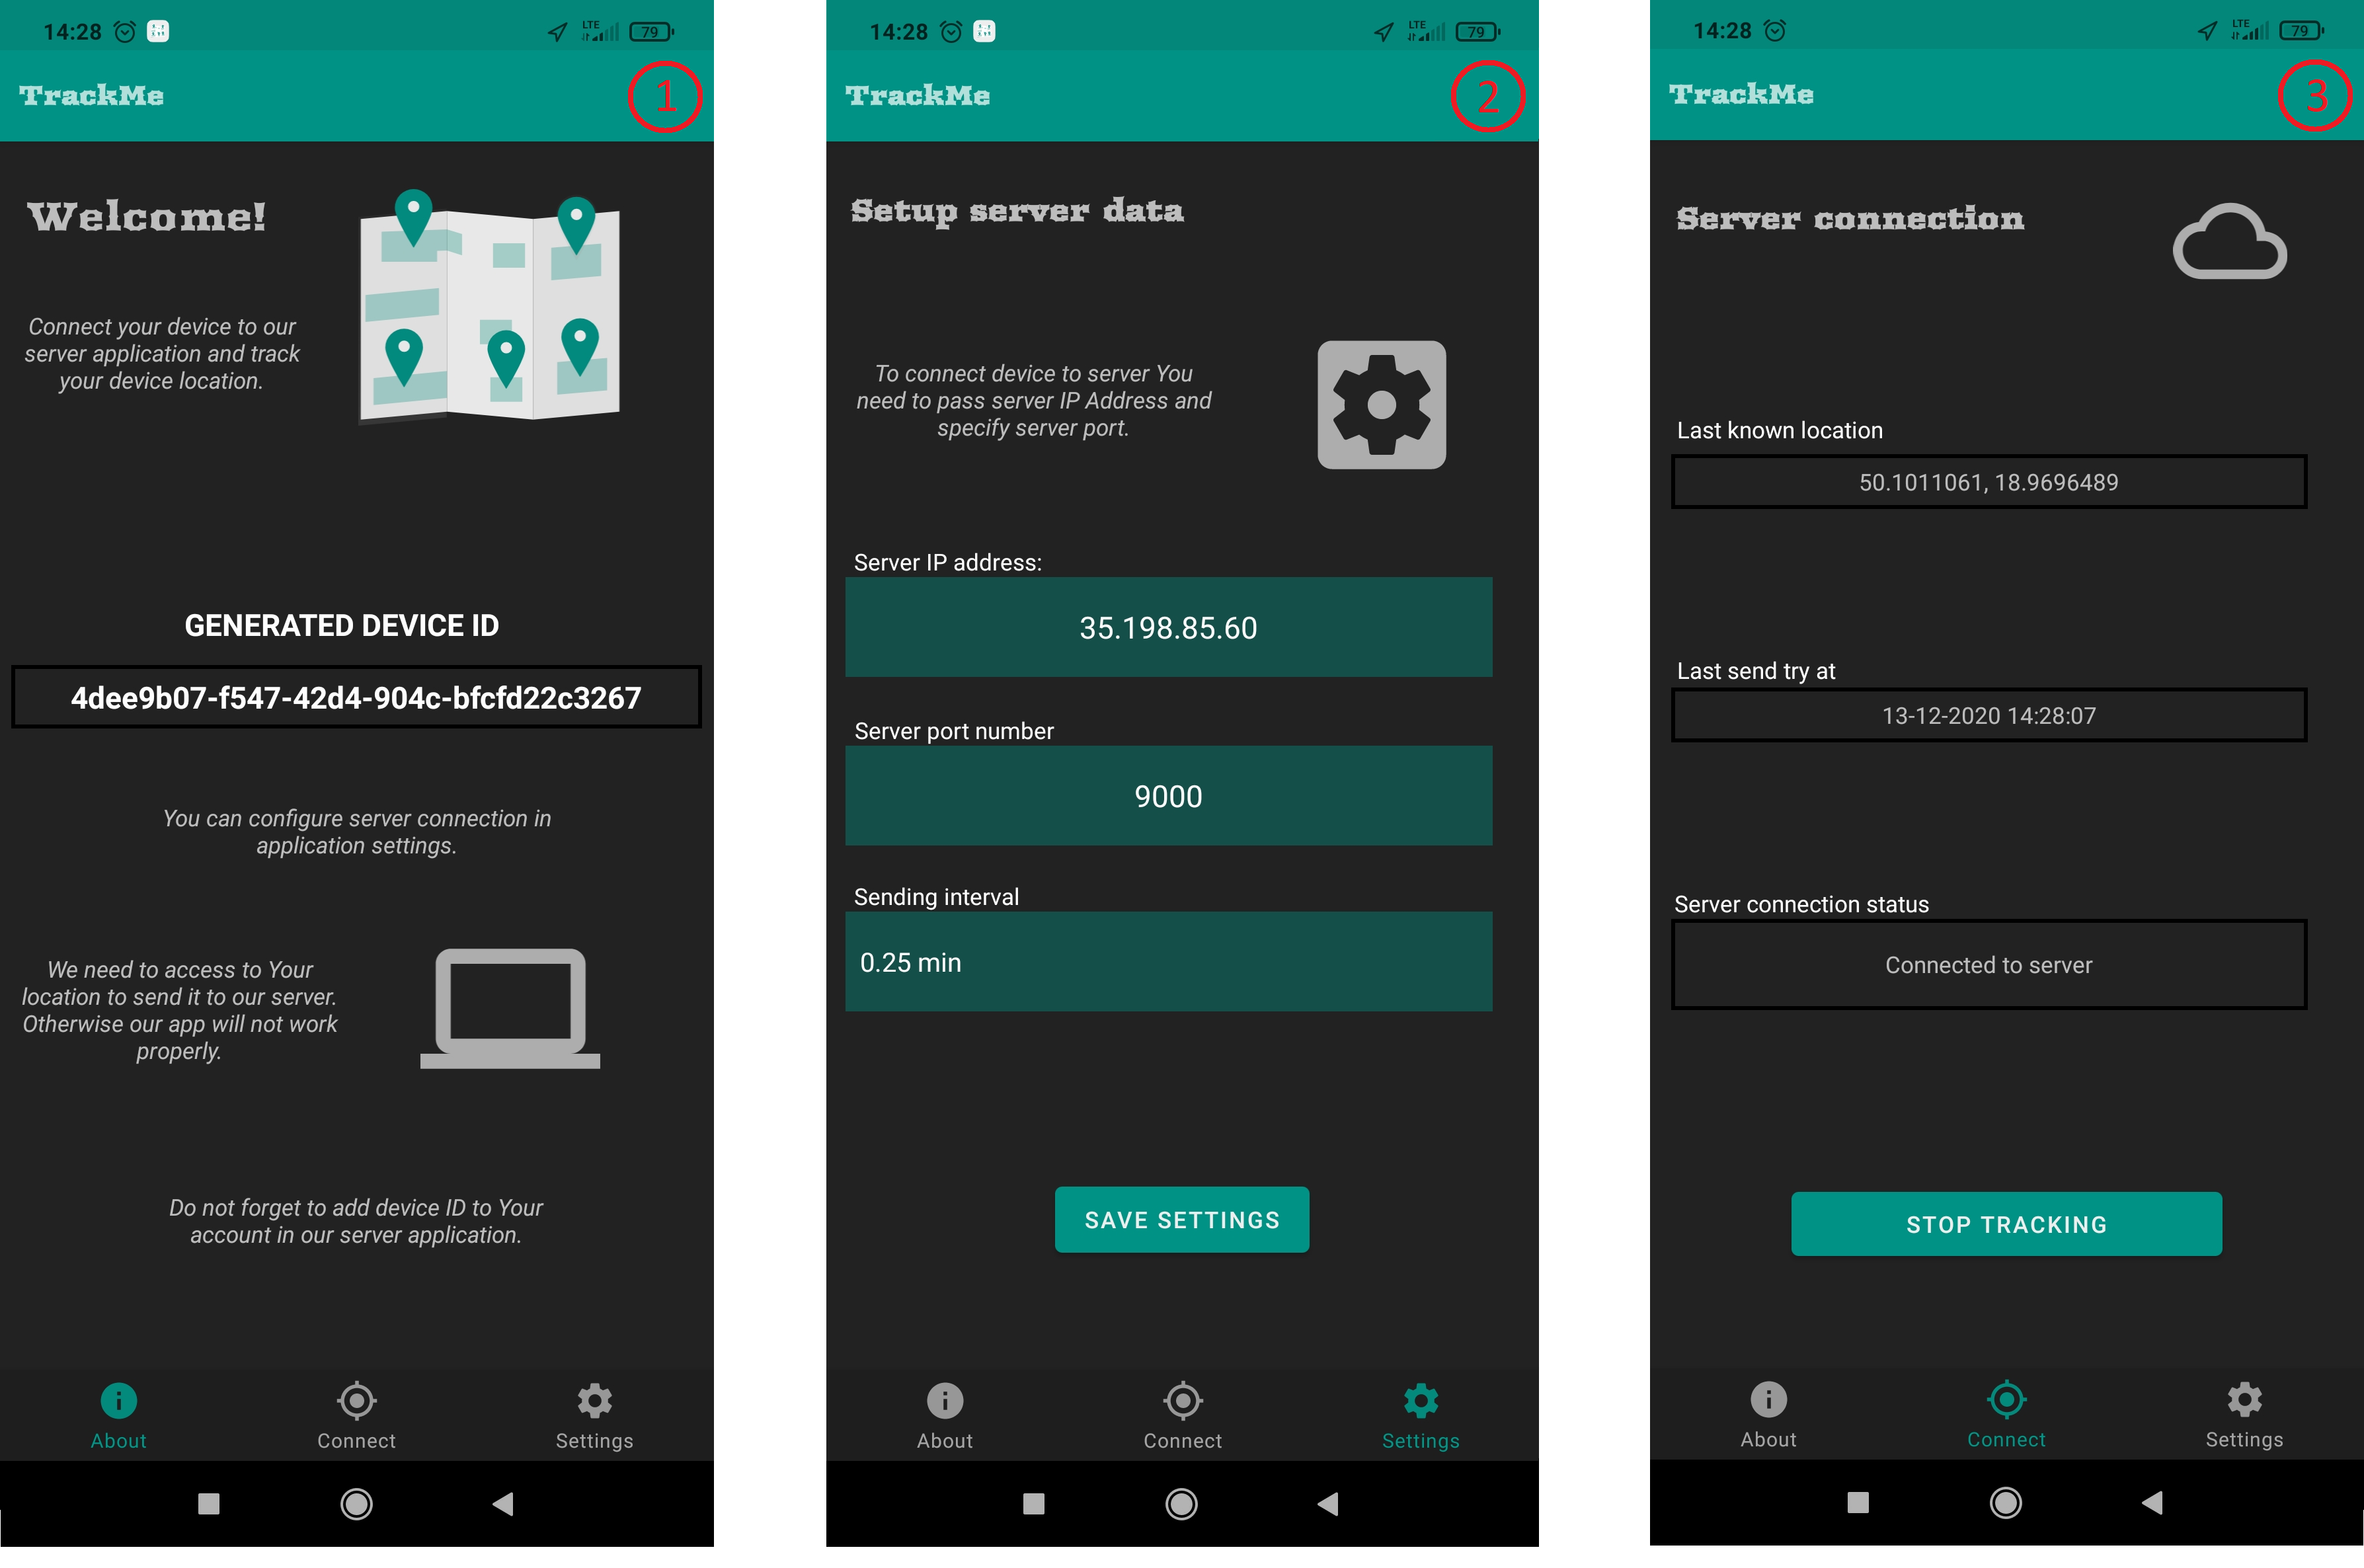 14:28
LTE
79
TrackMe
1
Welcome!
Connect your device to our
server application and track
your device location.
GENERATED DEVICE ID
4dee9b07-f547-42d4-904c-bfcfd22c3267
You can configure server connection in
application settings.
We need to access to Your
location to send it to our server.
Otherwise our app will not work
properly.
Do not forget to add device ID to Your
account in our server application.
About
Connect
Settings
14:28
LTE
79
TrackMe
2
Setup server data
To connect device to server You
need to pass server IP Address and
specify server port.
Server IP address:
35.198.85.60
Server port number
9000
Sending interval
0.25 min
SAVE SETTINGS
About
Connect
Settings
14:28
LTE
79
TrackMe
3
Server connection
Last known location
50.1011061, 18.9696489
Last send try at
13-12-2020 14:28:07
Server connection status
Connected to server
STOP TRACKING
About
Connect
Settings